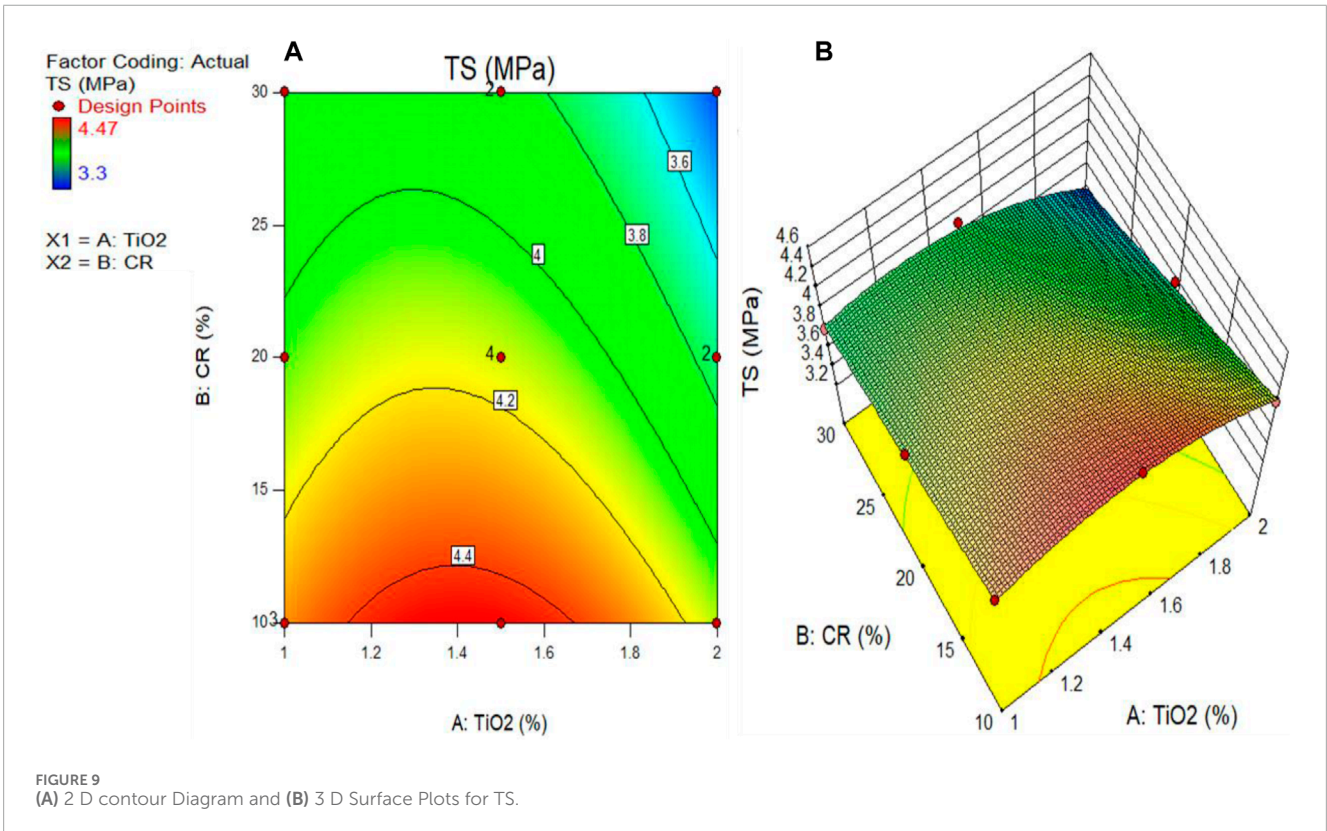 Factor Coding: Actual
TS (MPa)
Design Points
4.47
3.3
X1 = A: TiO2
X2 = B: CR
A
TS (MPa)
30
25
20
15
10
B: CR (%)
2
4
2
3
3.6
3.8
4
4.2
4.4
1
1.2
1.4
1.6
1.8
2
A: TiO2 (%)
B
4.6
4.4
4.2
4
3.8
3.6
3.4
3.2
TS (MPa)
30
25
20
15
10
B: CR (%)
1
1.2
1.4
1.6
1.8
2
A: TiO2 (%)
FIGURE 9
(A) 2 D contour Diagram and (B) 3 D Surface Plots for TS.